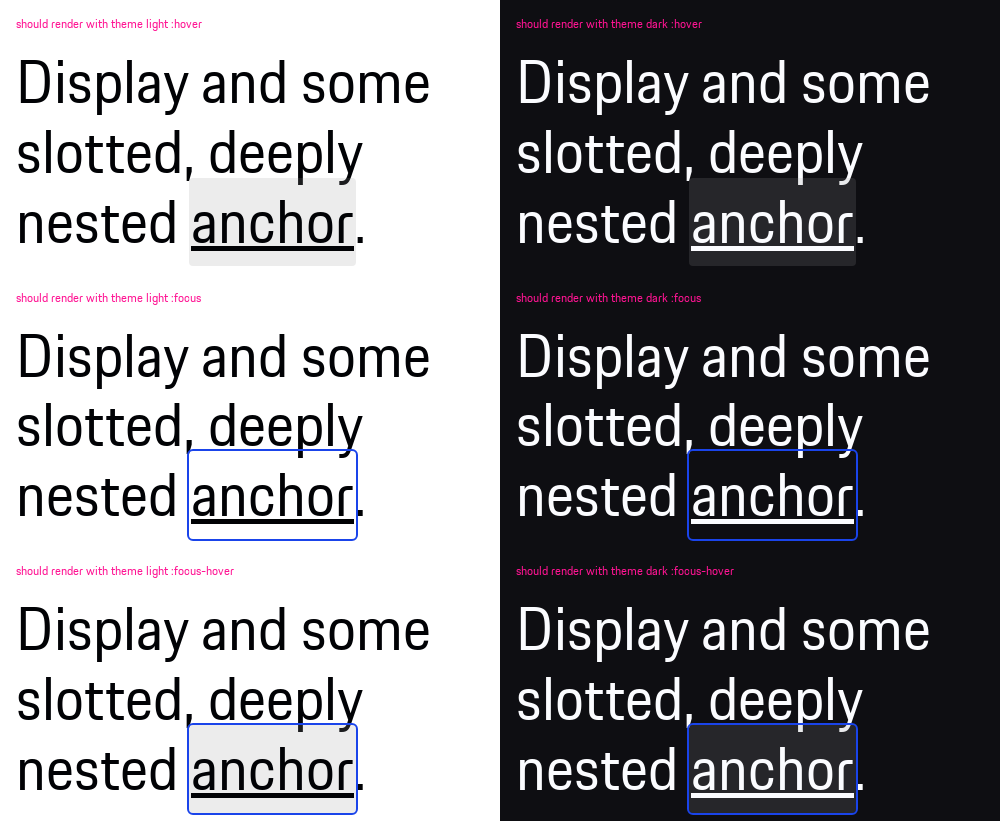 should render with theme light :hover
Display and some
slotted, deeply
nested anchor.
should render with theme light :focus
Display and some
slotted, deeply
nested anchor.
should render with theme light :focus-hover
Display and some
slotted, deeply
nested anchor.
should render with theme dark :hover
Display and some
slotted, deeply
nested anchor.
should render with theme dark :focus
Display and some
slotted, deeply
nested anchor.
should render with theme dark :focus-hover
Display and some
slotted, deeply
nested anchor.